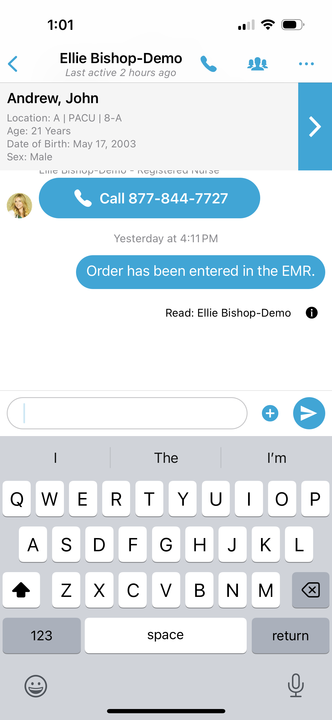 1:01
Ellie Bishop-Demo
Last active 2 hours ago
Andrew, John
Location: A | PACU | 8-A
Age: 21 Years
Date of Birth: May 17, 2003
Sex: Male
Ellie Bishop-Demo - Registered Nurse
Call 877-844-7727
Yesterday at 4:11 PM
Order has been entered in the EMR.
Read: Ellie Bishop-Demo
I The I'm
Q W E R T Y U I O P
A S D F G H J K L
Z X C V B N M
123 space return